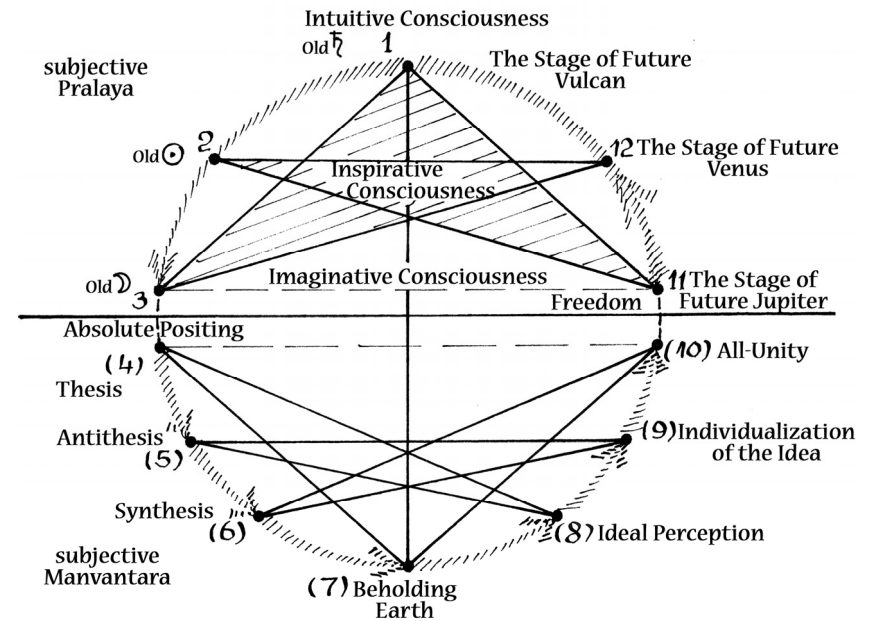 Intuitive Consciousness
Old ♄ 1
subjective
Pralaya
The Stage of Future
Vulcan
2
Old ☉
12 The Stage of Future
Venus
Inspirative
Consciousness
Old ☽
3
Imaginative Consciousness
11 The Stage of
Future Jupiter
Freedom
Absolute Positing
(4)
(10) All-Unity
Thesis
Antithesis
(5)
(9) Individualization
of the Idea
Synthesis
(6)
(8) Ideal Perception
subjective
Manvantara
(7) Beholding
Earth